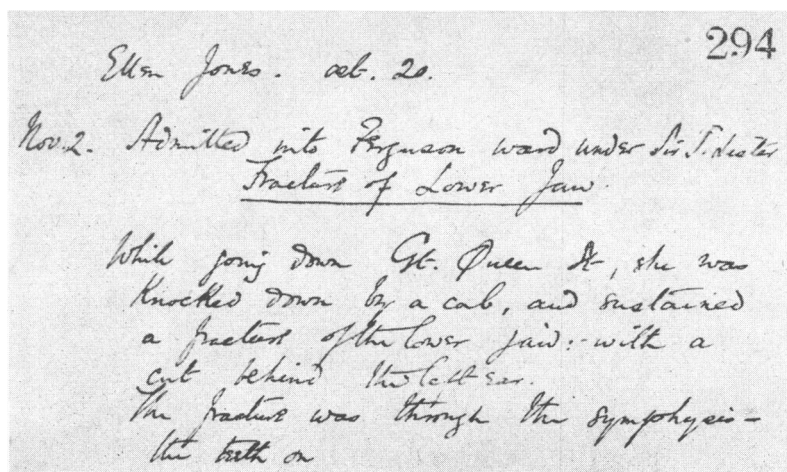 294
Ellen Jones. aet. 20.
Nov. 2. Admitted into Ferguson ward under Sir J. Lister
Fracture of Lower Jaw.
While going down Gt. Queen St, she was
Knocked down by a cab, and sustained
a fracture of the lower jaw:- with a
cut behind the left ear.
The fracture was through the symphysis -
the teeth on